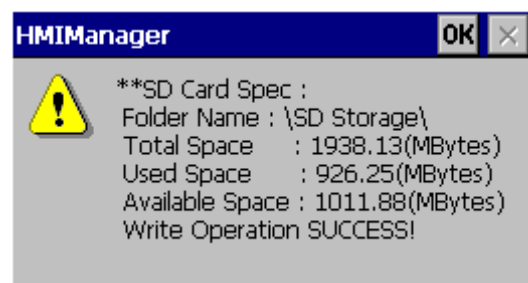 HMIManager OK
**SD Card Spec :
Folder Name : \SD Storage\
Total Space : 1938.13(MBytes)
Used Space : 926.25(MBytes)
Available Space : 1011.88(MBytes)
Write Operation SUCCESS!